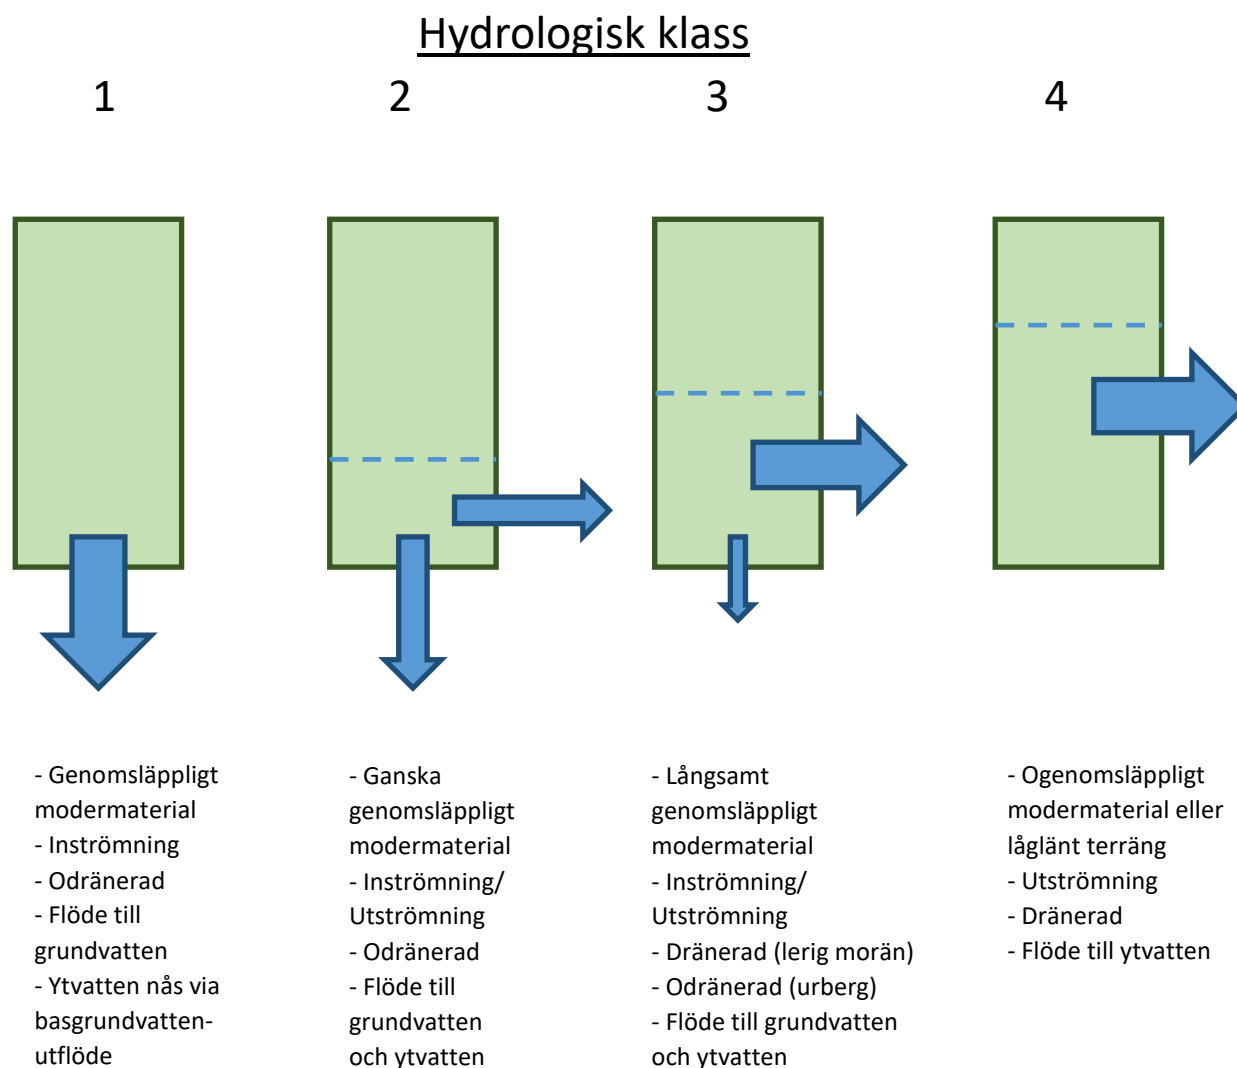 Hydrologisk klass
1
2
3
4
- Genomsläppligt
modermaterial
- Inströmning
- Odränerad
- Flöde till
grundvatten
- Ytvatten nås via
basgrundvatten-
utflöde
- Ganska
genomsläppligt
modermaterial
- Inströmning/
Utströmning
- Odränerad
- Flöde till
grundvatten
och ytvatten
- Långsamt
genomsläppligt
modermaterial
- Inströmning/
Utströmning
- Dränerad (lerig morän)
- Odränerad (urberg)
- Flöde till grundvatten
och ytvatten
- Ogenomsläppligt
modermaterial eller
låglänt terräng
- Utströmning
- Dränerad
- Flöde till ytvatten